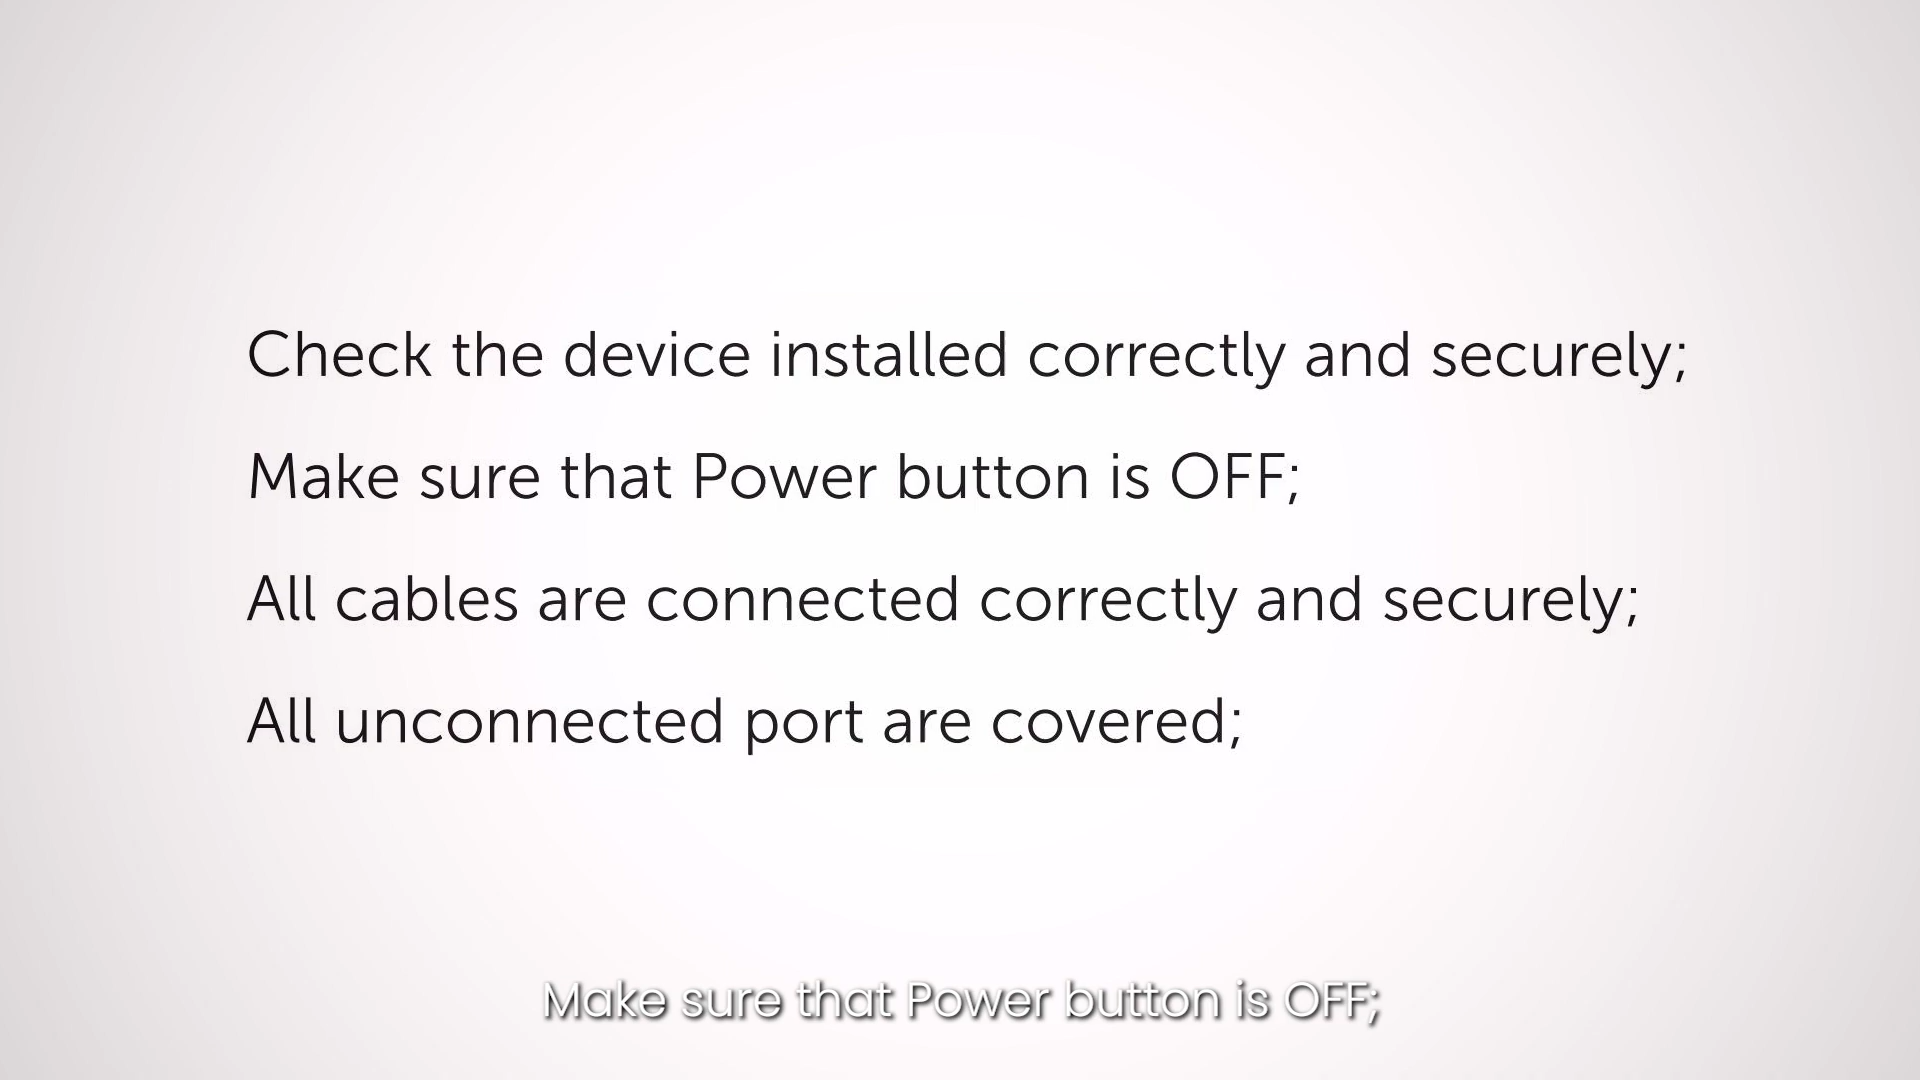 Check the device installed correctly and securely;
Make sure that Power button is OFF;
All cables are connected correctly and securely;
All unconnected port are covered;
Make sure that Power button is OFF;